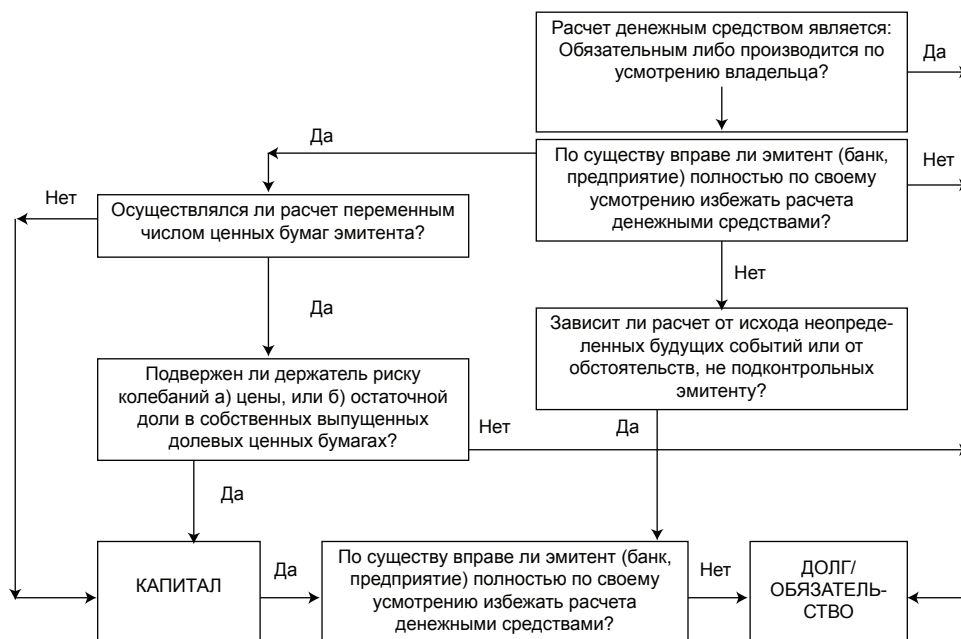 Расчет денежным средством является:
Обязательным либо производится по
усмотрению владельца?
Да
Да
По существу вправе ли эмитент (банк,
предприятие) полностью по своему
усмотрению избежать расчета
денежными средствами?
Нет
Нет
Осуществлялся ли расчет переменным
числом ценных бумаг эмитента?
Нет
Да
Зависит ли расчет от исхода неопреде-
ленных будущих событий или от
обстоятельств, не подконтрольных
эмитенту?
Подвержен ли держатель риску
колебаний а) цены, или б) остаточной
доли в собственных выпущенных
долевых ценных бумагах?
Нет
Да
Да
КАПИТАЛ
Да
По существу вправе ли эмитент (банк,
предприятие) полностью по своему
усмотрению избежать расчета
денежными средствами?
Нет
ДОЛГ/
ОБЯЗАТЕЛЬ-
СТВО